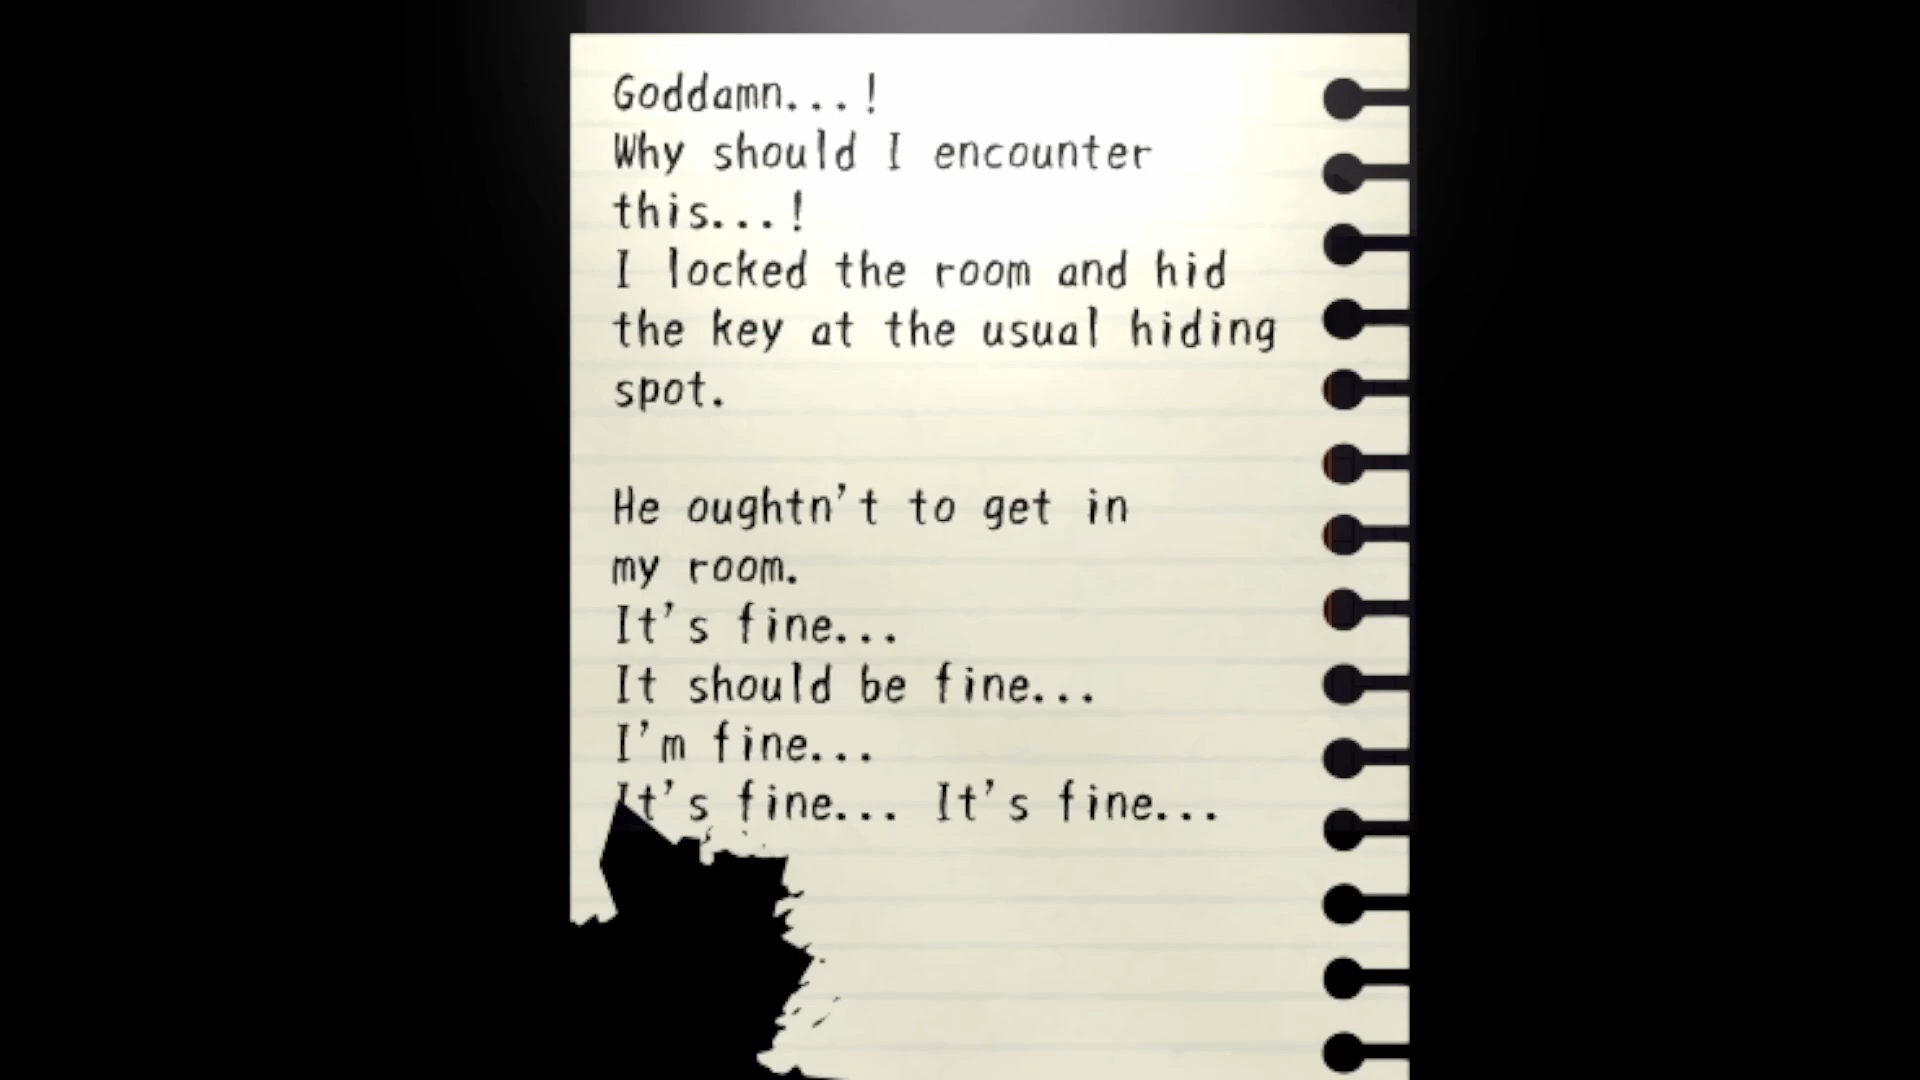 Goddamn...!
Why should I encounter
this...!
I locked the room and hid
the key at the usual hiding
spot.
He oughtn't to get in
my room.
It's fine...
It should be fine...
I'm fine...
It's fine... It's fine...